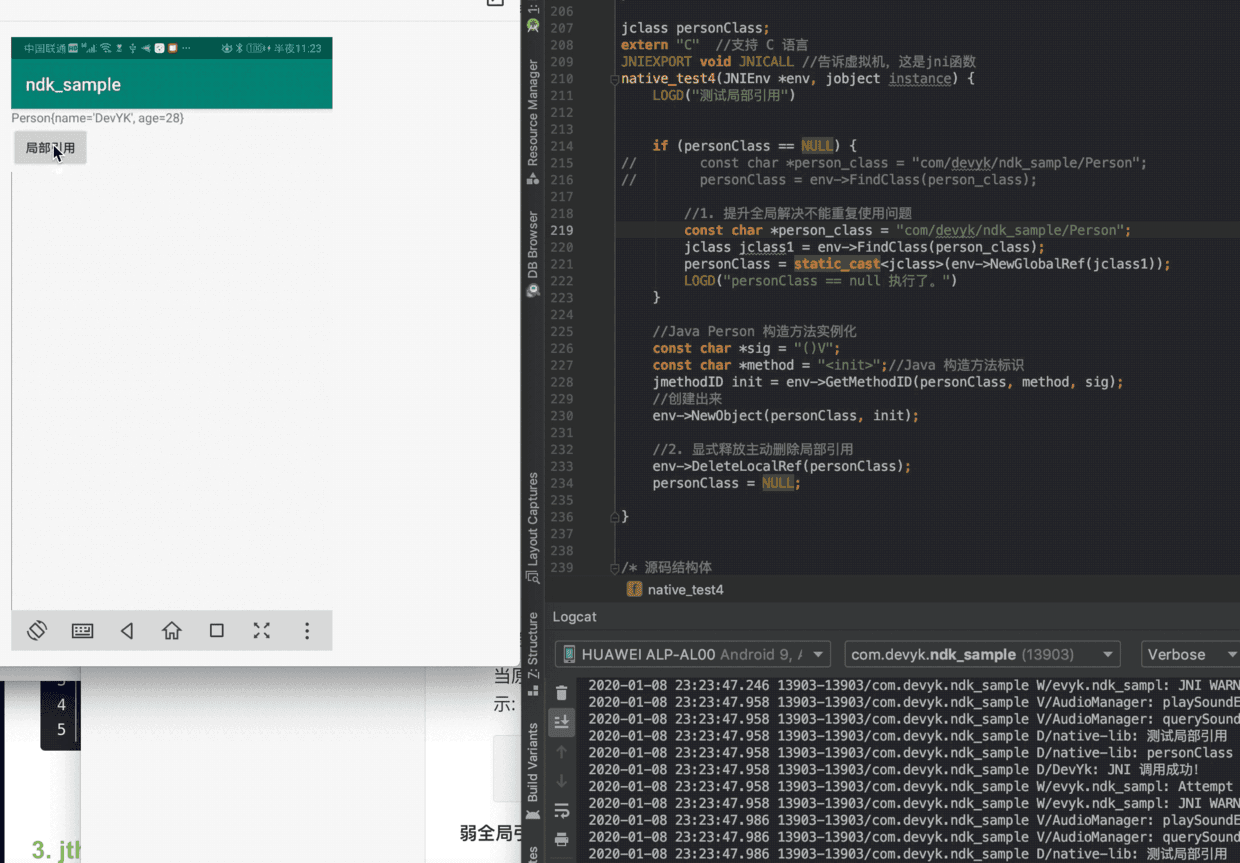 中国联通 半夜11:23
ndk_sample
Person{name='DevYK', age=28}
局部引用
当
示:
4
5
弱全局
3. jt
1:
Resource Manager
DB Browser
Layout Captures
Z: Structure
Build Variants
206
207 jclass personClass;
208 extern "C" //支持 C 语言
209 JNIEXPORT void JNICALL //告诉虚拟机，这是jni函数
210 native_test4(JNIEnv *env, jobject instance) {
211 LOGD("测试局部引用")
212
213
214 if (personClass == NULL) {
215 // const char *person_class = "com/devyk/ndk_sample/Person";
216 // personClass = env->FindClass(person_class);
217
218 //1. 提升全局解决不能重复使用问题
219 const char *person_class = "com/devyk/ndk_sample/Person";
220 jclass jclass1 = env->FindClass(person_class);
221 personClass = static_cast<jclass>(env->NewGlobalRef(jclass1));
222 LOGD("personClass == null 执行了。")
223 }
224
225 //Java Person 构造方法实例化
226 const char *sig = "()V";
227 const char *method = "<init>";//Java 构造方法标识
228 jmethodID init = env->GetMethodID(personClass, method, sig);
229 //创建出来
230 env->NewObject(personClass, init);
231
232 //2. 显式释放主动删除局部引用
233 env->DeleteLocalRef(personClass);
234 personClass = NULL;
235
236 }
237
238
239 /* 源码结构体
f native_test4
Logcat
HUAWEI ALP-AL00 Android 9, com.devyk.ndk_sample (13903) Verbose
2020-01-08 23:23:47.246 13903-13903/com.devyk.ndk_sample W/evyk.ndk_sampl: JNI WARN
2020-01-08 23:23:47.958 13903-13903/com.devyk.ndk_sample V/AudioManager: playSoundE
2020-01-08 23:23:47.958 13903-13903/com.devyk.ndk_sample V/AudioManager: querySound
2020-01-08 23:23:47.958 13903-13903/com.devyk.ndk_sample D/native-lib: 测试局部引用
2020-01-08 23:23:47.958 13903-13903/com.devyk.ndk_sample D/native-lib: personClass
2020-01-08 23:23:47.958 13903-13903/com.devyk.ndk_sample D/DevYk: JNI 调用成功!
2020-01-08 23:23:47.958 13903-13903/com.devyk.ndk_sample W/evyk.ndk_sampl: Attempt
2020-01-08 23:23:47.958 13903-13903/com.devyk.ndk_sample W/evyk.ndk_sampl: JNI WARN
2020-01-08 23:23:47.986 13903-13903/com.devyk.ndk_sample V/AudioManager: playSoundE
2020-01-08 23:23:47.986 13903-13903/com.devyk.ndk_sample V/AudioManager: querySound
2020-01-08 23:23:47.986 13903-13903/com.devyk.ndk_sample D/native-lib: 测试局部引用